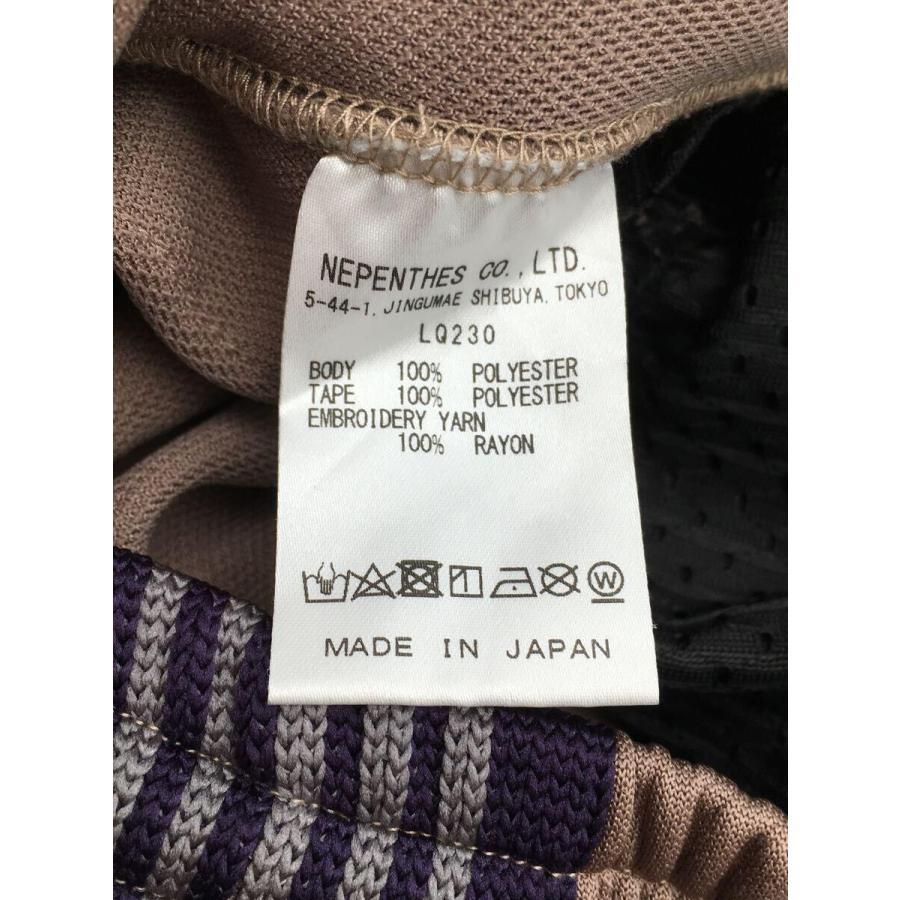 NEPENTHES CO., LTD.
5-44-1, JINGUMAE SHIBUYA, TOKYO
LQ230
BODY 100% POLYESTER
TAPE 100% POLYESTER
EMBROIDERY YARN
100% RAYON
W
MADE IN JAPAN